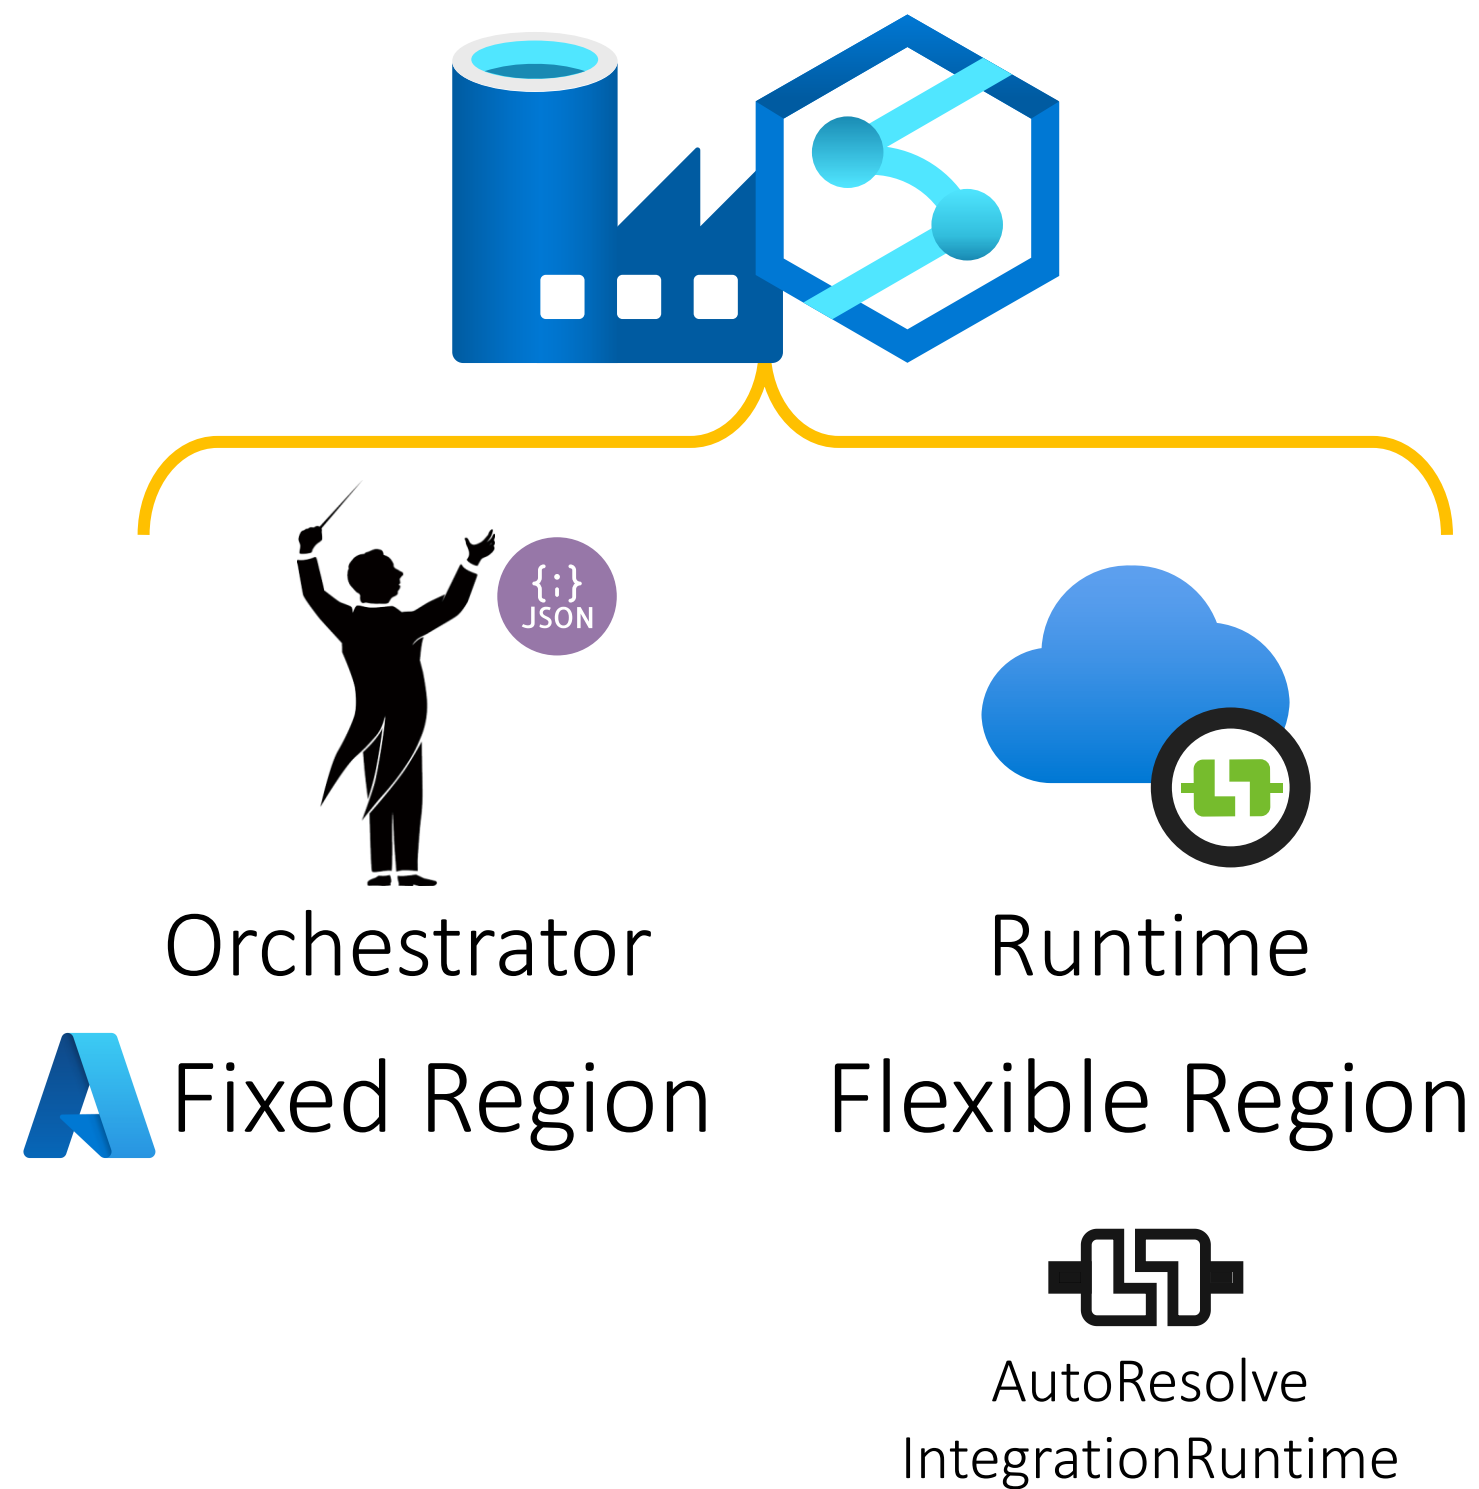 {;}
JSON
Orchestrator
Runtime
Fixed Region
Flexible Region
AutoResolve
IntegrationRuntime